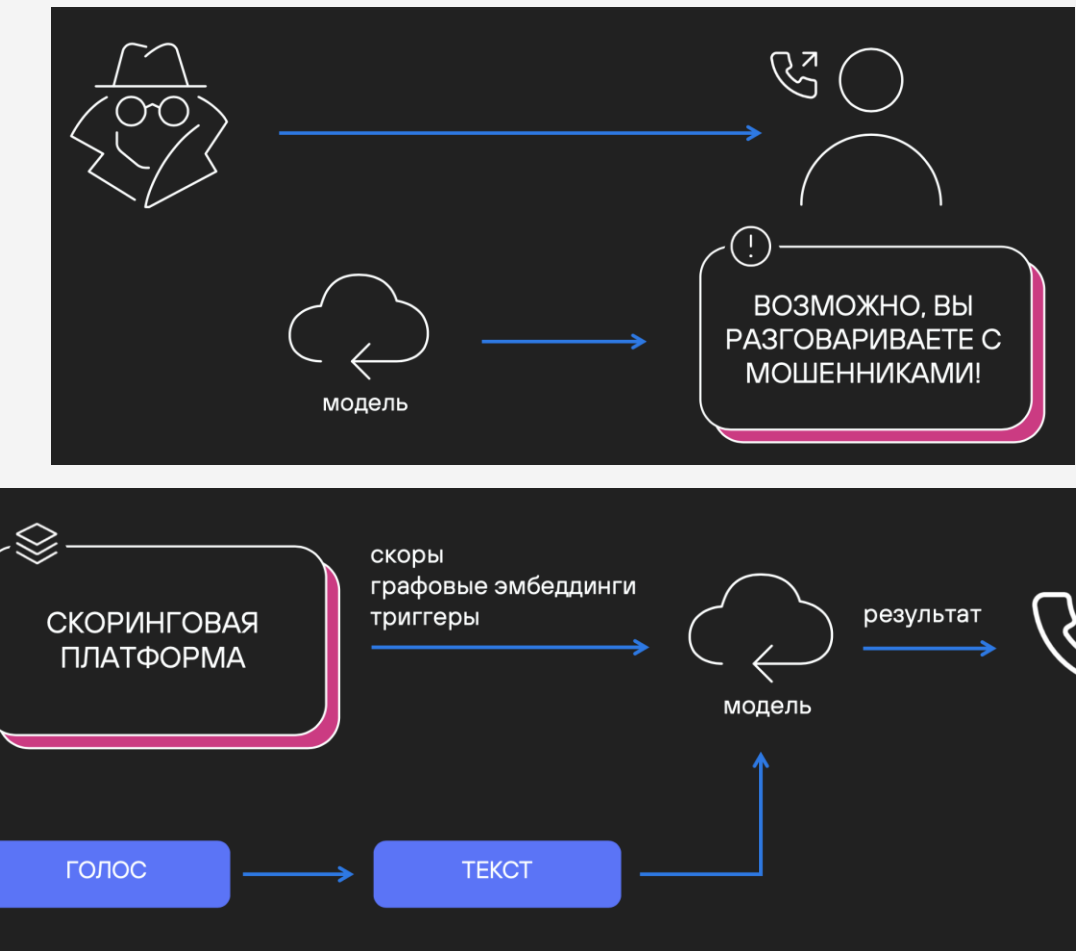 ВОЗМОЖНО, ВЫ
РАЗГОВАРИВАЕТЕ С
МОШЕННИКАМИ!
модель
скоры
графовые эмбеддинги
триггеры
СКОРИНГОВАЯ
ПЛАТФОРМА
результат
модель
ГОЛОС
ТЕКСТ